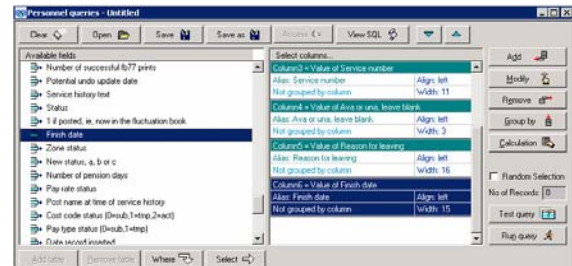 Personnel queries - Untitled
Clear
Open
Save
Save as
Access
View SQL
Available fields
Number of successful fb77 prints
Potential undo update date
Service history text
Status
1 if posted, ie, now in the fluctuation book.
Finish date
Zone status
New status, a, b or c
Number of pension days
Pay rate status
Post name at time of service history
Cost code status (0=sub,1=tmp,2=act)
Pay type status (0=sub,1=tmp)
Date record inserted
Select columns...
Column3 = Value of Service number
Alias: Service number Align: left
Not grouped by column Width: 11
Column4 = Value of Ava or una, leave blank
Alias: Ava or una, leave blank Align: left
Not grouped by column Width: 3
Column5 = Value of Reason for leaving
Alias: Reason for leaving Align: left
Not grouped by column Width: 16
Column6 = Value of Finish date
Alias: Finish date Align: left
Not grouped by column Width: 15
Add
Modify
Remove
Group by
Calculation
Random Selection
No of Records: 0
Test query
Run query
Add table
Remove table
Where
Select